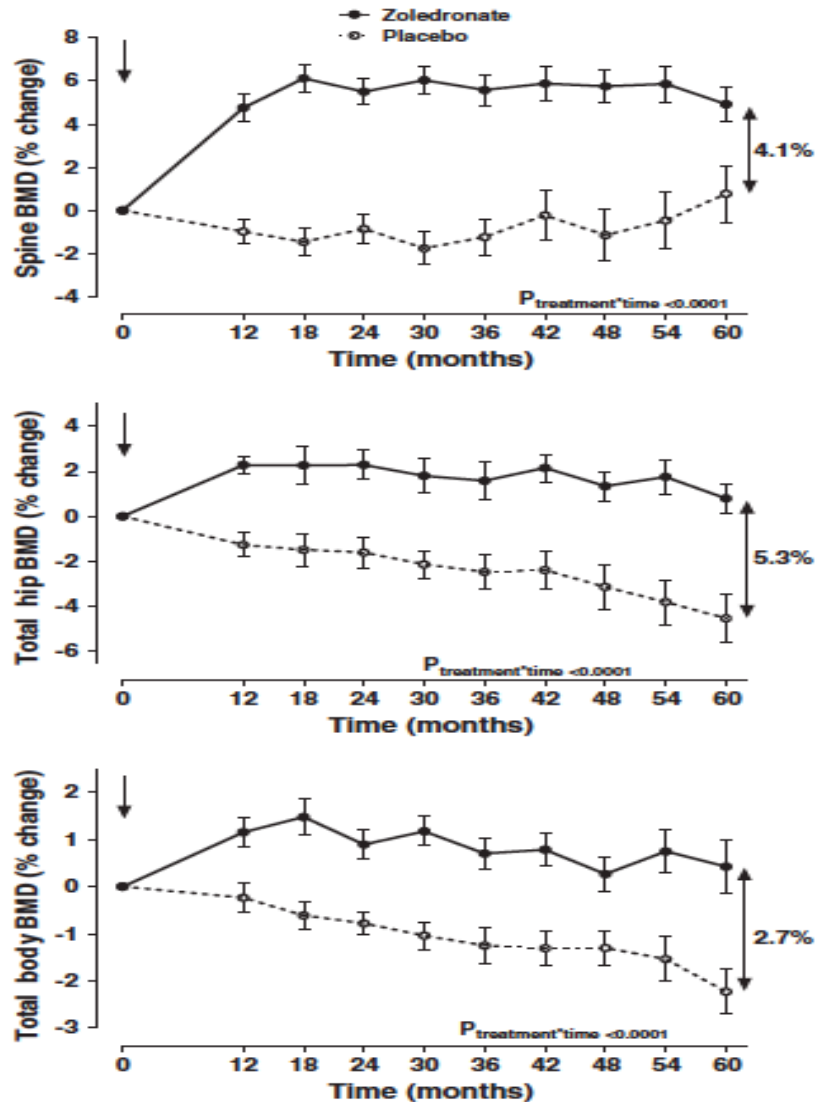 Zoledronate
Placebo
Spine BMD (% change)
8
6
4
2
0
-2
-4
4.1%
Ptreatment*time <0.0001
0 12 18 24 30 36 42 48 54 60
Time (months)
Total hip BMD (% change)
4
2
0
-2
-4
-6
5.3%
Ptreatment*time <0.0001
0 12 18 24 30 36 42 48 54 60
Time (months)
Total body BMD (% change)
2
1
0
-1
-2
-3
2.7%
Ptreatment*time <0.0001
0 12 18 24 30 36 42 48 54 60
Time (months)